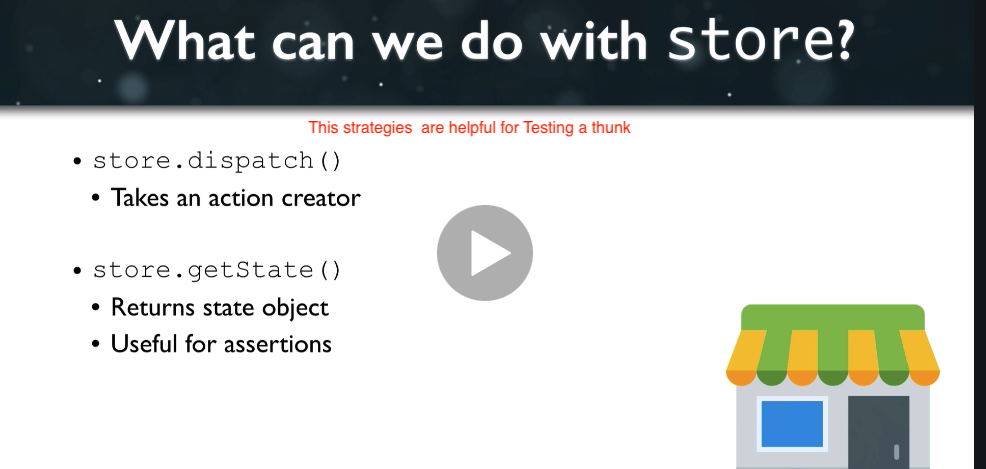 What can we do with store?
This strategies are helpful for Testing a thunk
• store.dispatch()
• Takes an action creator
• store.getState()
• Returns state object
• Useful for assertions